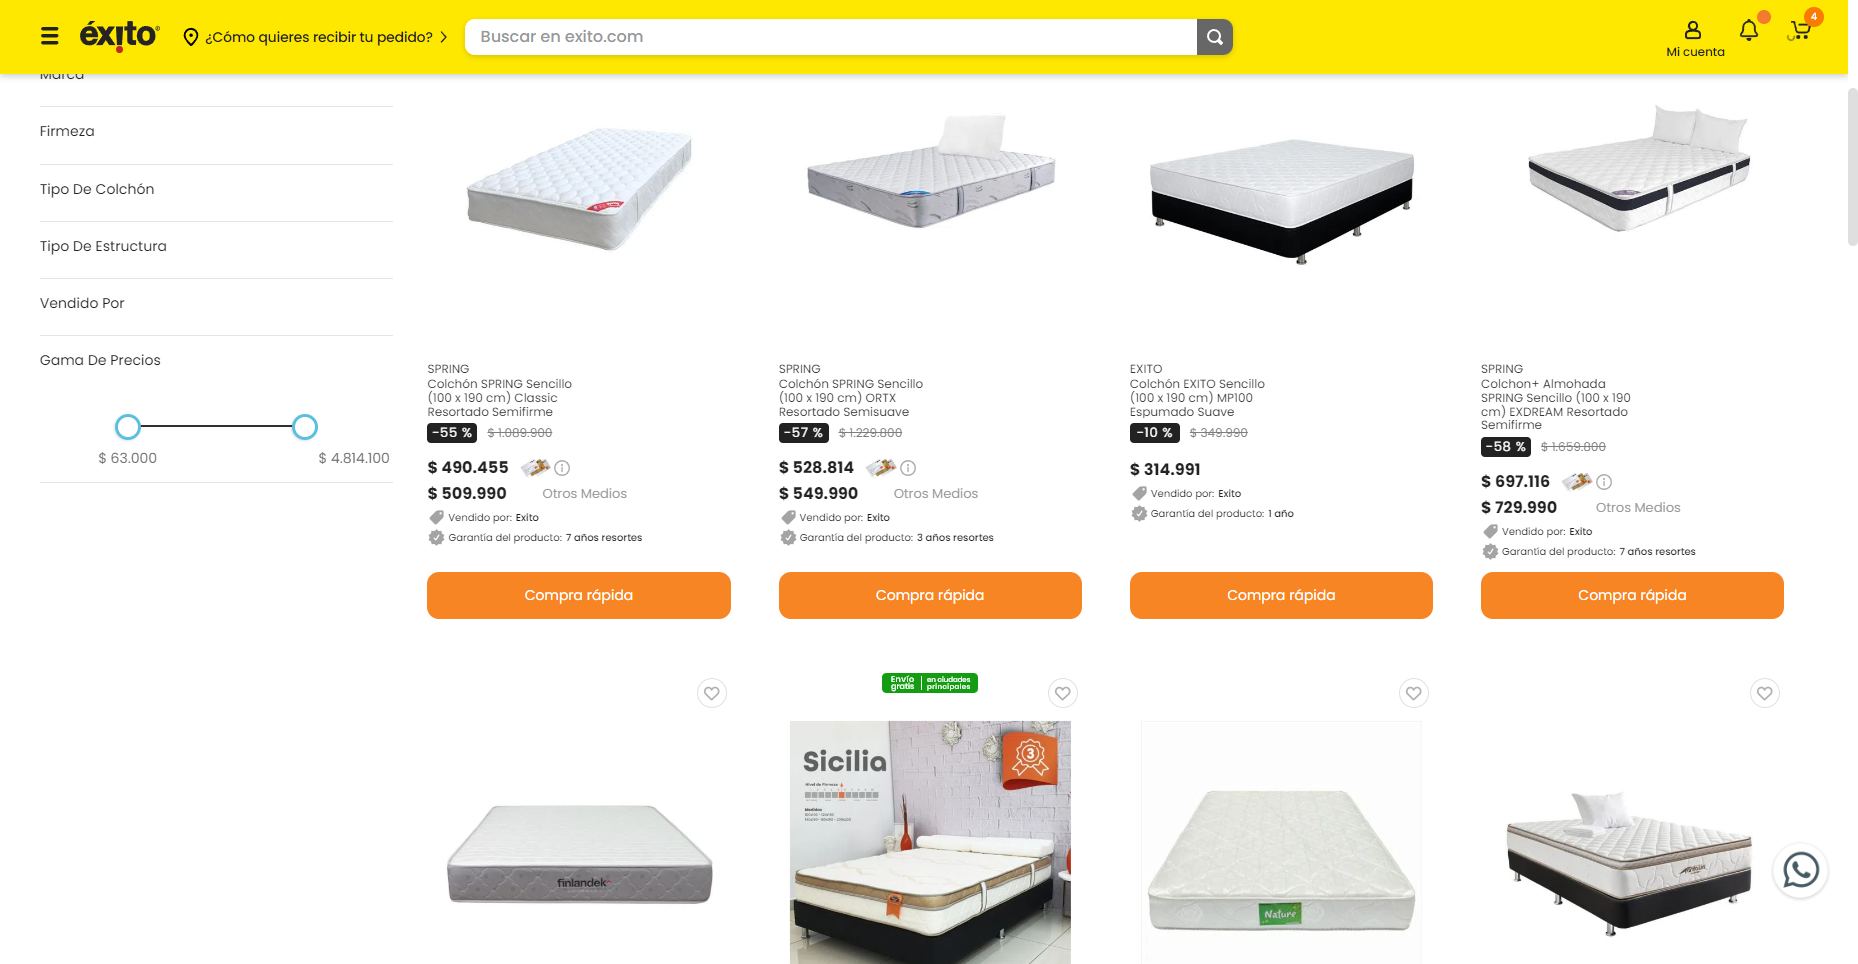 éxito
¿Cómo quieres recibir tu pedido?
Buscar en exito.com
4
Mi cuenta
Marca
Firmeza
Tipo De Colchón
Tipo De Estructura
Vendido Por
Gama De Precios
$ 63.000
$ 4.814.100
SPRING
Colchón SPRING Sencillo
(100 x 190 cm) Classic
Resortado Semifirme
-55 % $ 1.089.900
$ 490.455
$ 509.990 Otros Medios
Vendido por: Exito
Garantía del producto: 7 años resortes
Compra rápida
SPRING
Colchón SPRING Sencillo
(100 x 190 cm) ORTX
Resortado Semisuave
-57 % $ 1.229.800
$ 528.814
$ 549.990 Otros Medios
Vendido por: Exito
Garantía del producto: 3 años resortes
Compra rápida
EXITO
Colchón EXITO Sencillo
(100 x 190 cm) MP100
Espumado Suave
-10 % $ 349.990
$ 314.991
Vendido por: Exito
Garantía del producto: 1 año
Compra rápida
SPRING
Colchon+ Almohada
SPRING Sencillo (100 x 190
cm) EXDREAM Resortado
Semifirme
-58 % $ 1.659.800
$ 697.116
$ 729.990 Otros Medios
Vendido por: Exito
Garantía del producto: 7 años resortes
Compra rápida
finlandek
Envío
gratis
en ciudades
principales
Sicilia
Nivel de Firmeza
Medidas
3
Nature